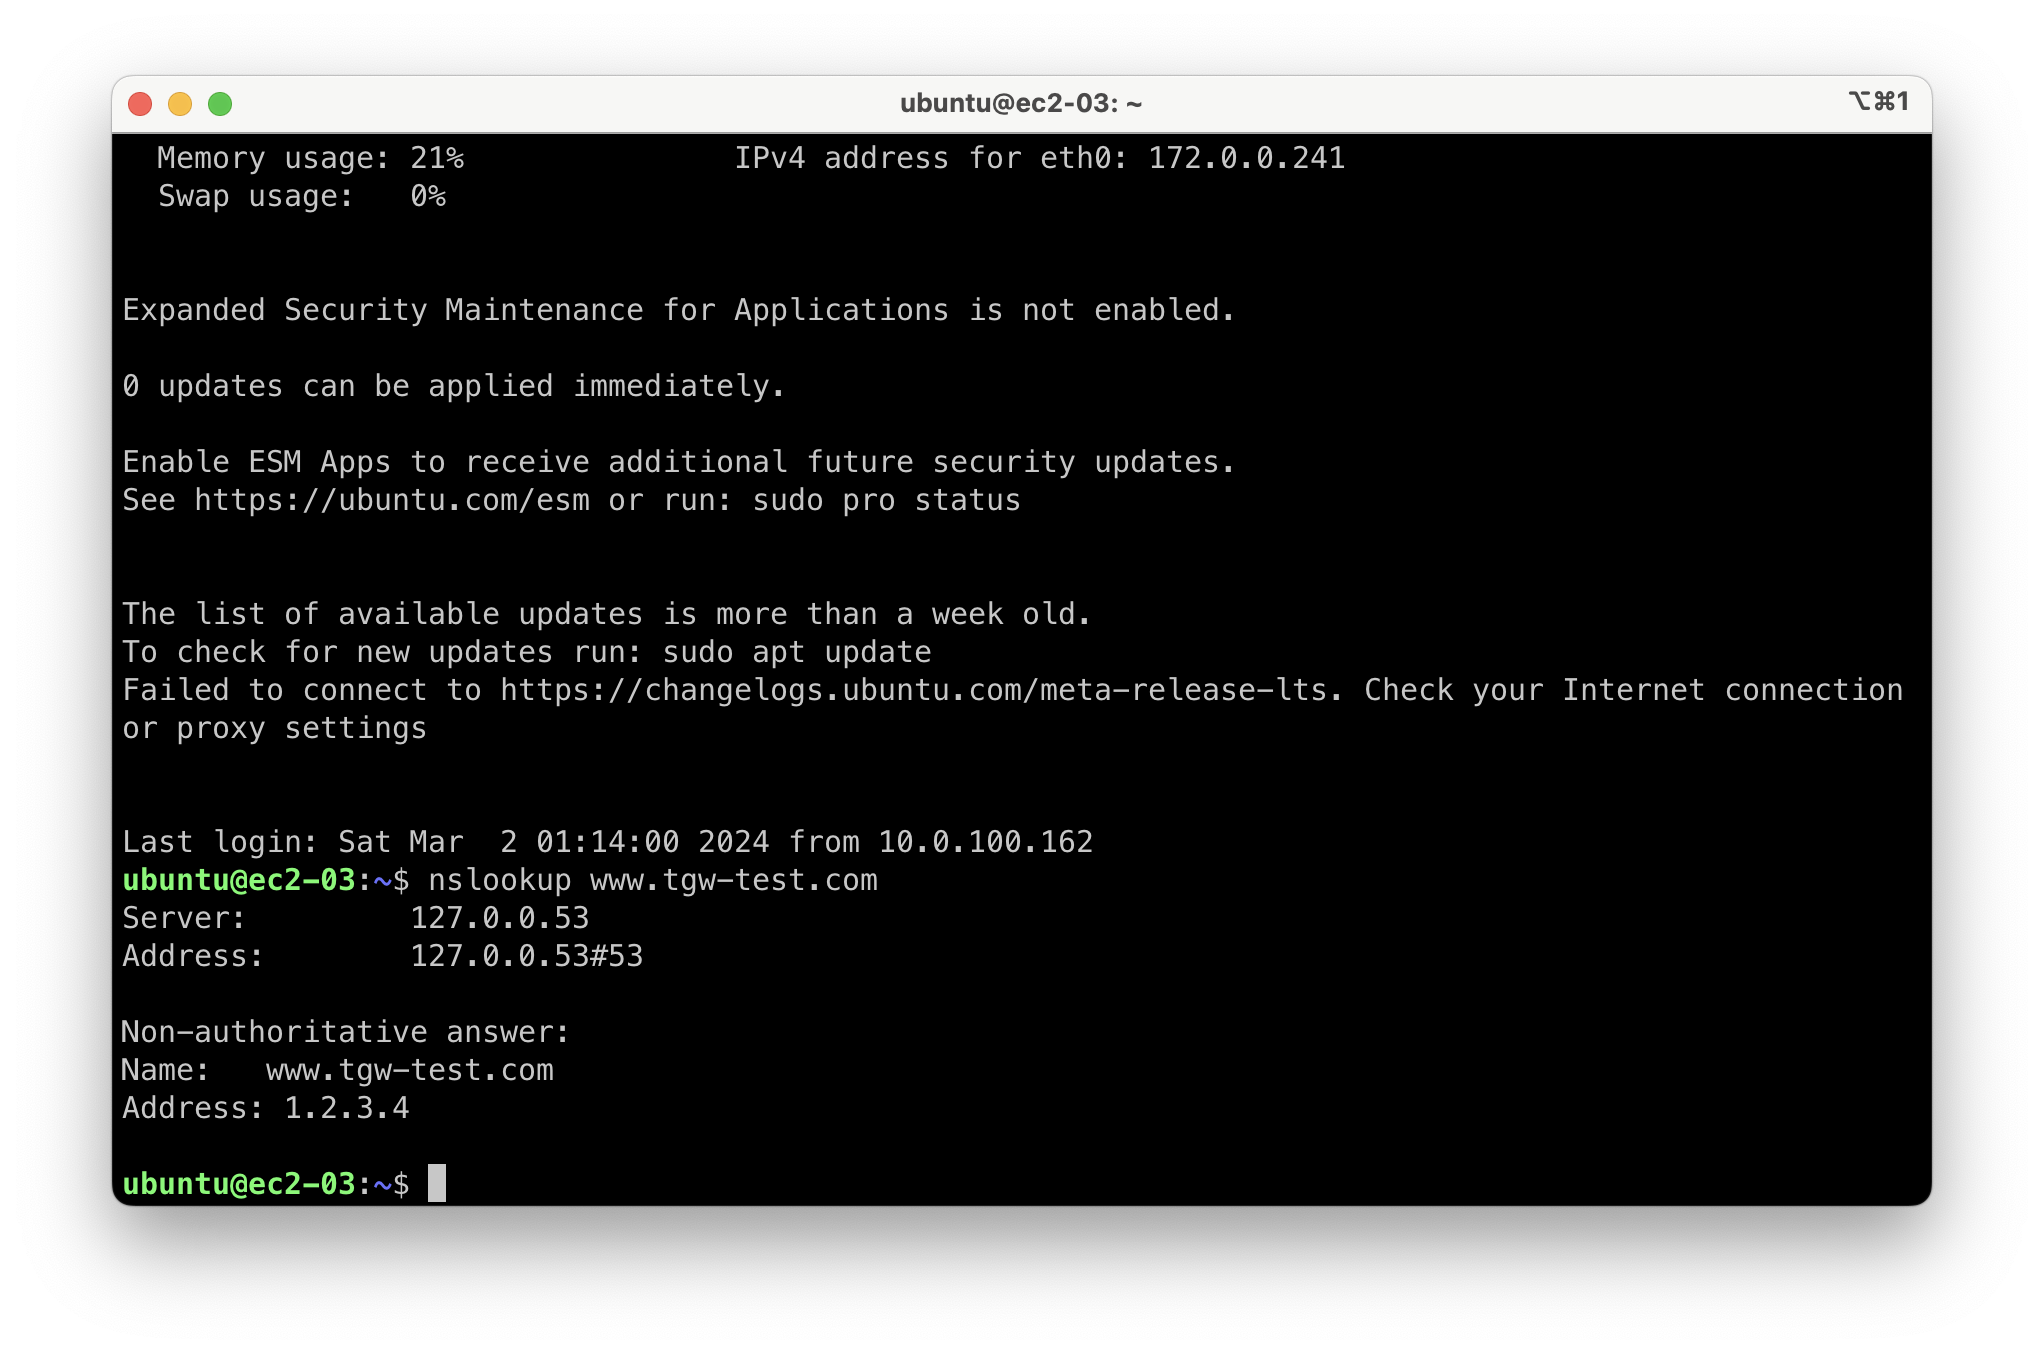 ubuntu@ec2-03: ~
⌥⌘1
Memory usage: 21%               IPv4 address for eth0: 172.0.0.241
Swap usage:   0%
Expanded Security Maintenance for Applications is not enabled.
0 updates can be applied immediately.
Enable ESM Apps to receive additional future security updates.
See https://ubuntu.com/esm or run: sudo pro status
The list of available updates is more than a week old.
To check for new updates run: sudo apt update
Failed to connect to https://changelogs.ubuntu.com/meta-release-lts. Check your Internet connection
or proxy settings
Last login: Sat Mar  2 01:14:00 2024 from 10.0.100.162
ubuntu@ec2-03:~$ nslookup www.tgw-test.com
Server:         127.0.0.53
Address:        127.0.0.53#53
Non-authoritative answer:
Name:   www.tgw-test.com
Address: 1.2.3.4
ubuntu@ec2-03:~$